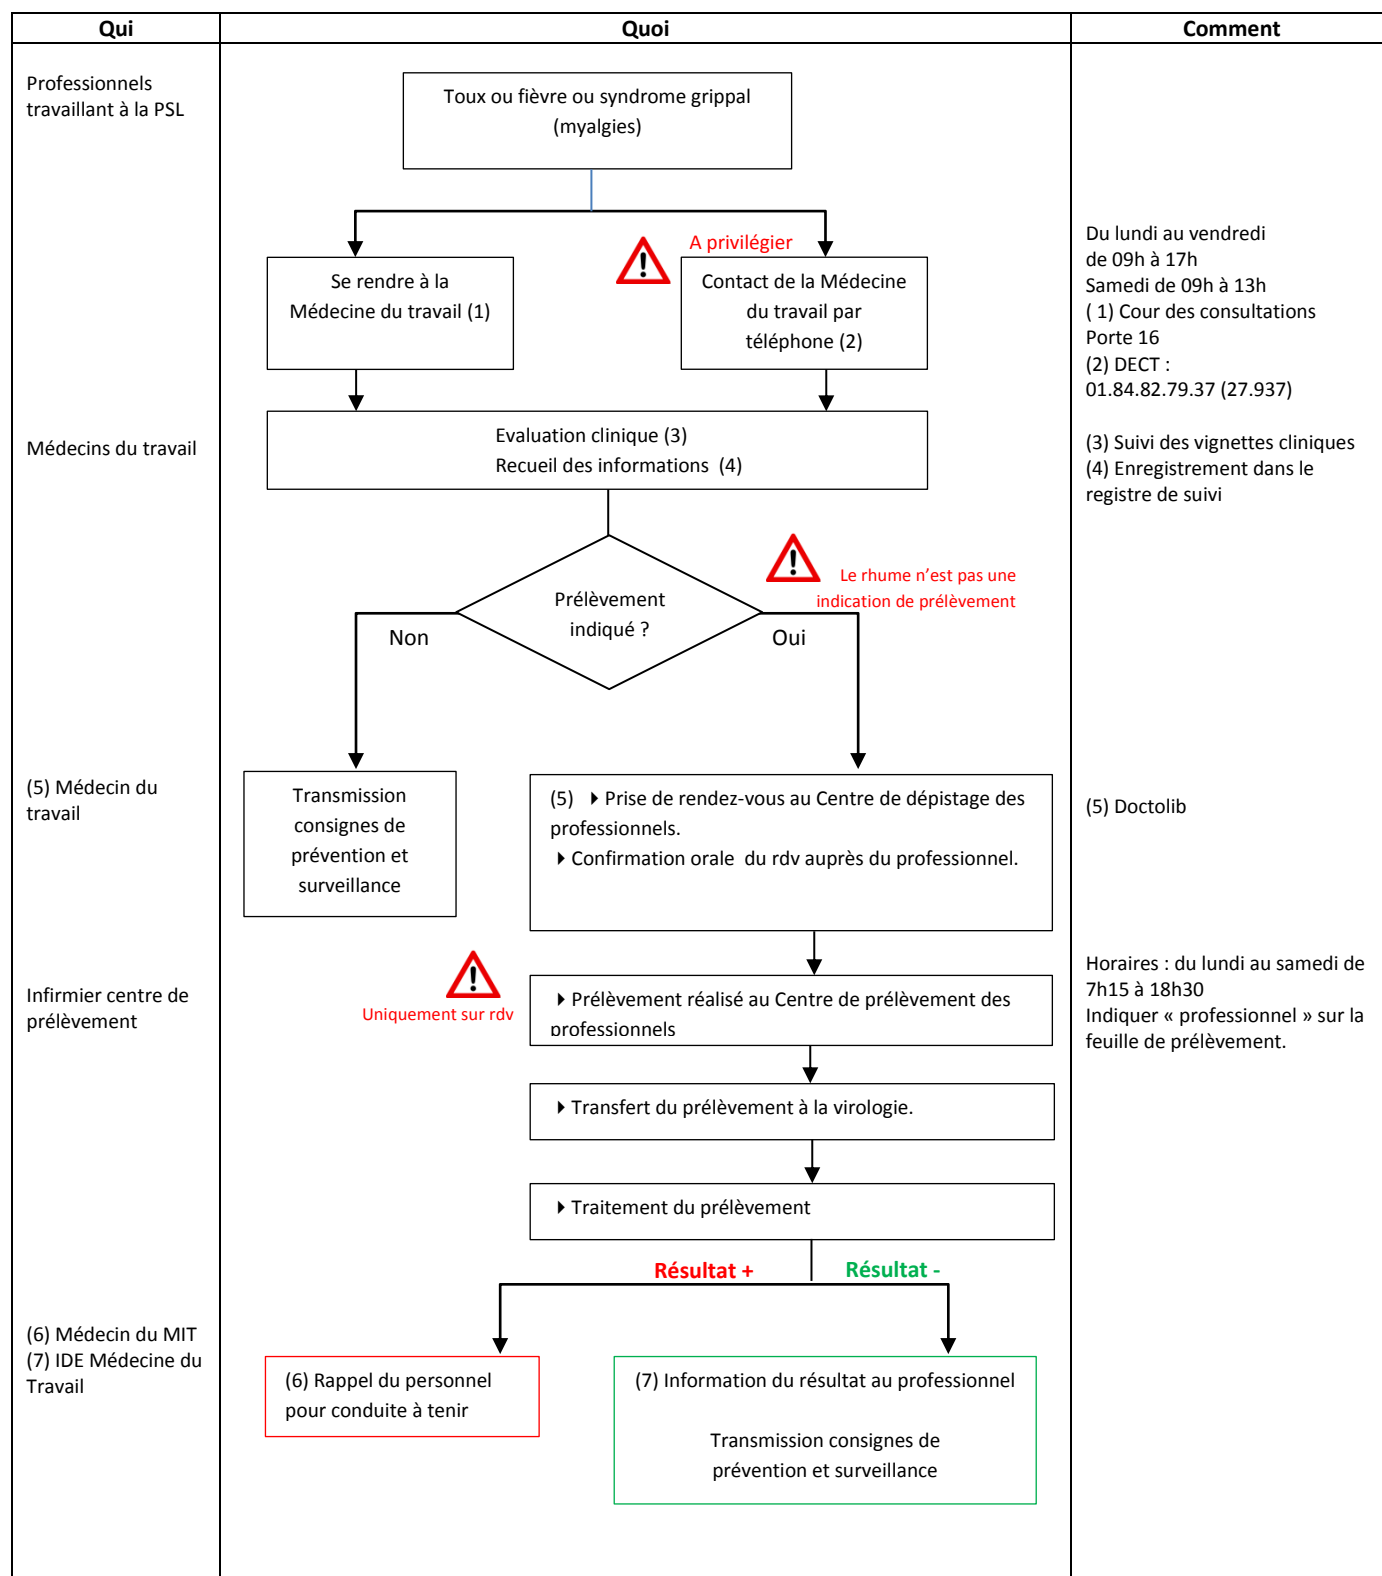 Qui
Quoi
Comment
Professionnels
travaillant à la PSL
Toux ou fièvre ou syndrome grippal
(myalgies)
A privilégier
Se rendre à la
Médecine du travail (1)
Contact de la Médecine
du travail par
téléphone (2)
Du lundi au vendredi
de 09h à 17h
Samedi de 09h à 13h
( 1) Cour des consultations
Porte 16
(2) DECT :
01.84.82.79.37 (27.937)
Médecins du travail
Evaluation clinique (3)
Recueil des informations  (4)
(3) Suivi des vignettes cliniques
(4) Enregistrement dans le
registre de suivi
Prélèvement
indiqué ?
Le rhume n’est pas une
indication de prélèvement
Non
Oui
(5) Médecin du
travail
Transmission
consignes de
prévention et
surveillance
(5) Prise de rendez-vous au Centre de dépistage des
professionnels.
Confirmation orale  du rdv auprès du professionnel.
(5) Doctolib
Infirmier centre de
prélèvement
Uniquement sur rdv
Prélèvement réalisé au Centre de prélèvement des
professionnels
Horaires : du lundi au samedi de
7h15 à 18h30
Indiquer « professionnel » sur la
feuille de prélèvement.
Transfert du prélèvement à la virologie.
Traitement du prélèvement
Résultat +
Résultat -
(6) Médecin du MIT
(7) IDE Médecine du
Travail
(6) Rappel du personnel
pour conduite à tenir
(7) Information du résultat au professionnel
Transmission consignes de
prévention et surveillance